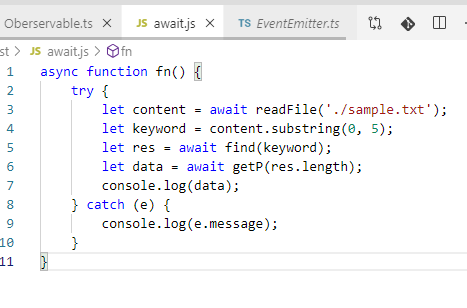 Oberservable.ts JS await.js TS EventEmitter.ts
st > JS await.js > fn
1 async function fn() {
2 try {
3 let content = await readFile('./sample.txt');
4 let keyword = content.substring(0, 5);
5 let res = await find(keyword);
6 let data = await getP(res.length);
7 console.log(data);
8 } catch (e) {
9 console.log(e.message);
10 }
11 }